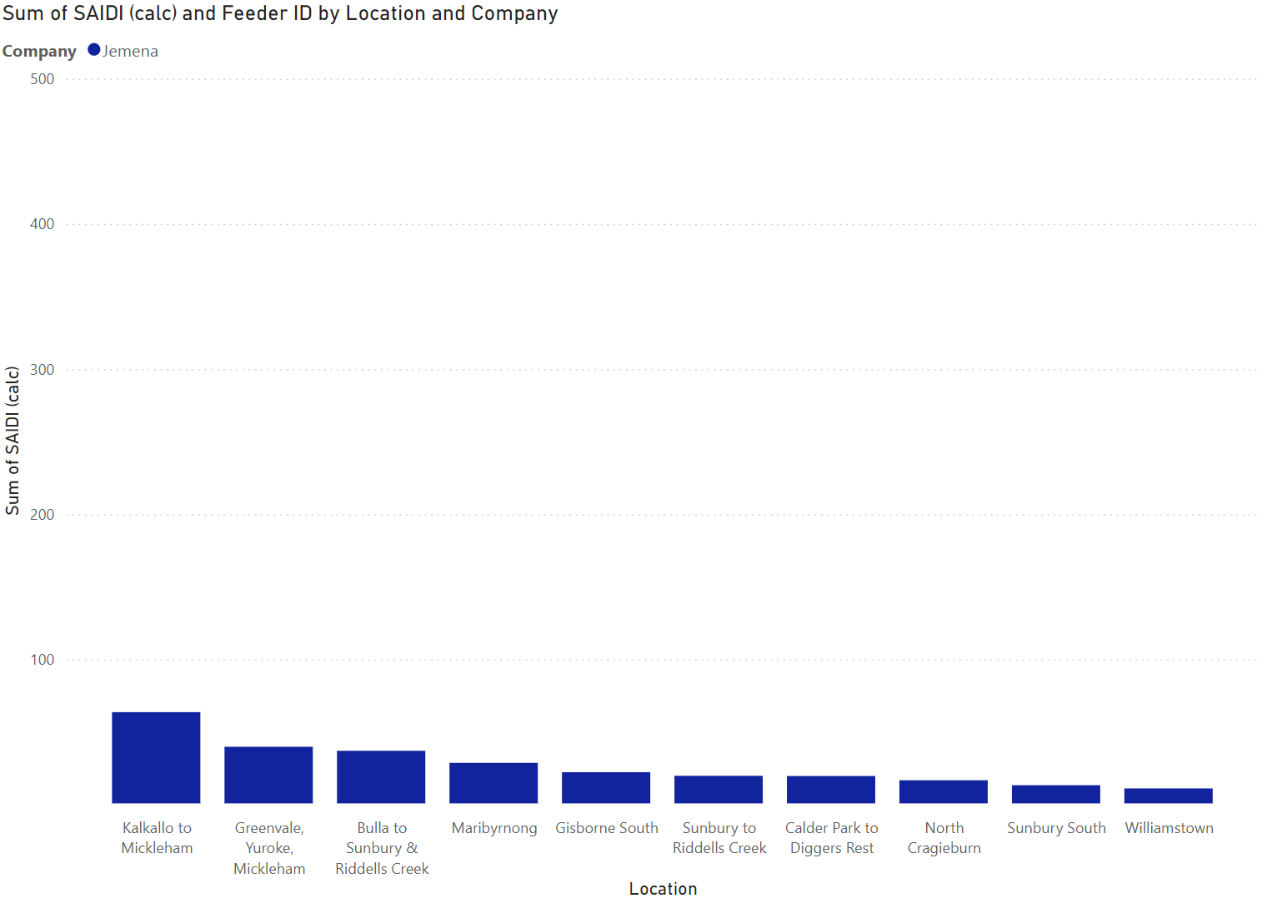 Sum of SAIDI (calc) and Feeder ID by Location and Company
Company Jemena
500
400
300
200
100
Sum of SAIDI (calc)
Kalkallo to
Mickleham
Greenvale,
Yuroke,
Mickleham
Bulla to
Sunbury &
Riddells Creek
Maribyrnong
Gisborne South
Sunbury to
Riddells Creek
Calder Park to
Diggers Rest
North
Cragieburn
Sunbury South
Williamstown
Location